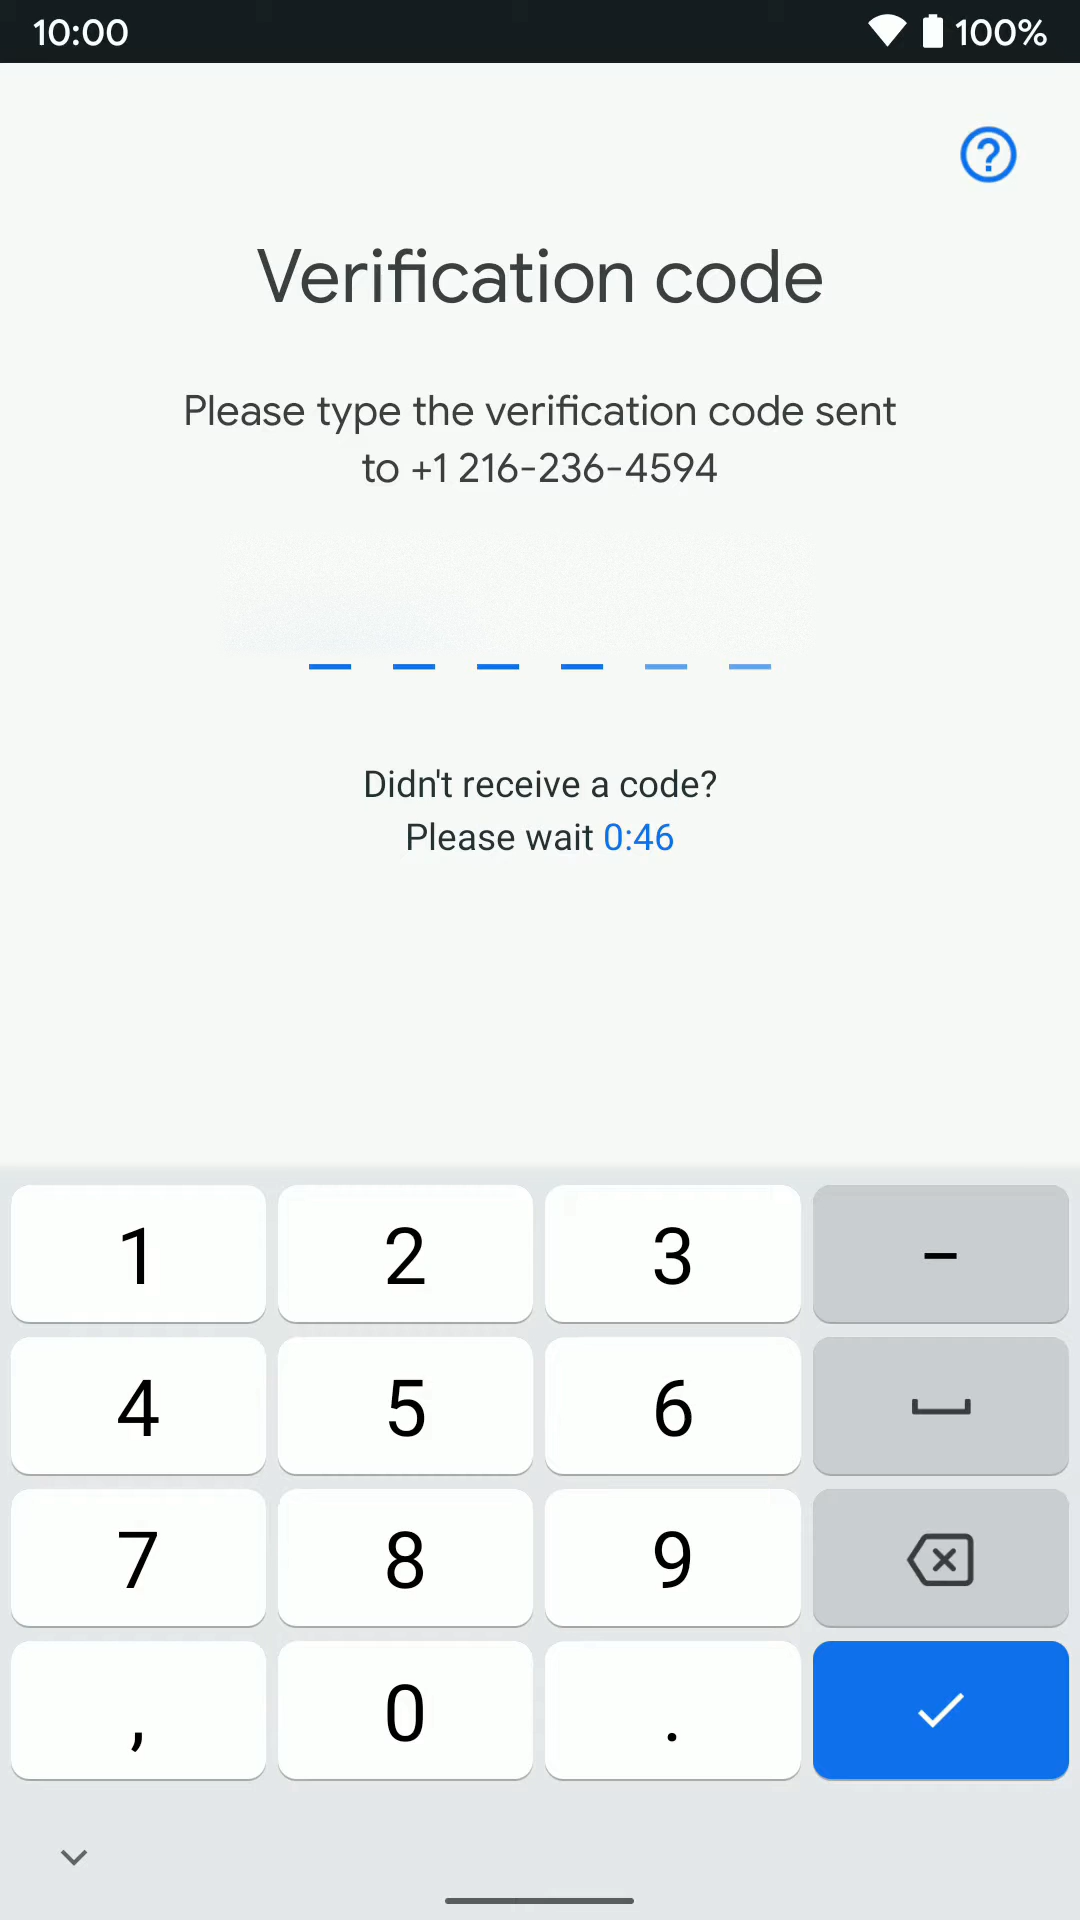 10:00
100%
Verification code
Please type the verification code sent
to +1 216-236-4594
Didn't receive a code?
Please wait 0:46
1 2 3 –
4 5 6
7 8 9
, 0 .